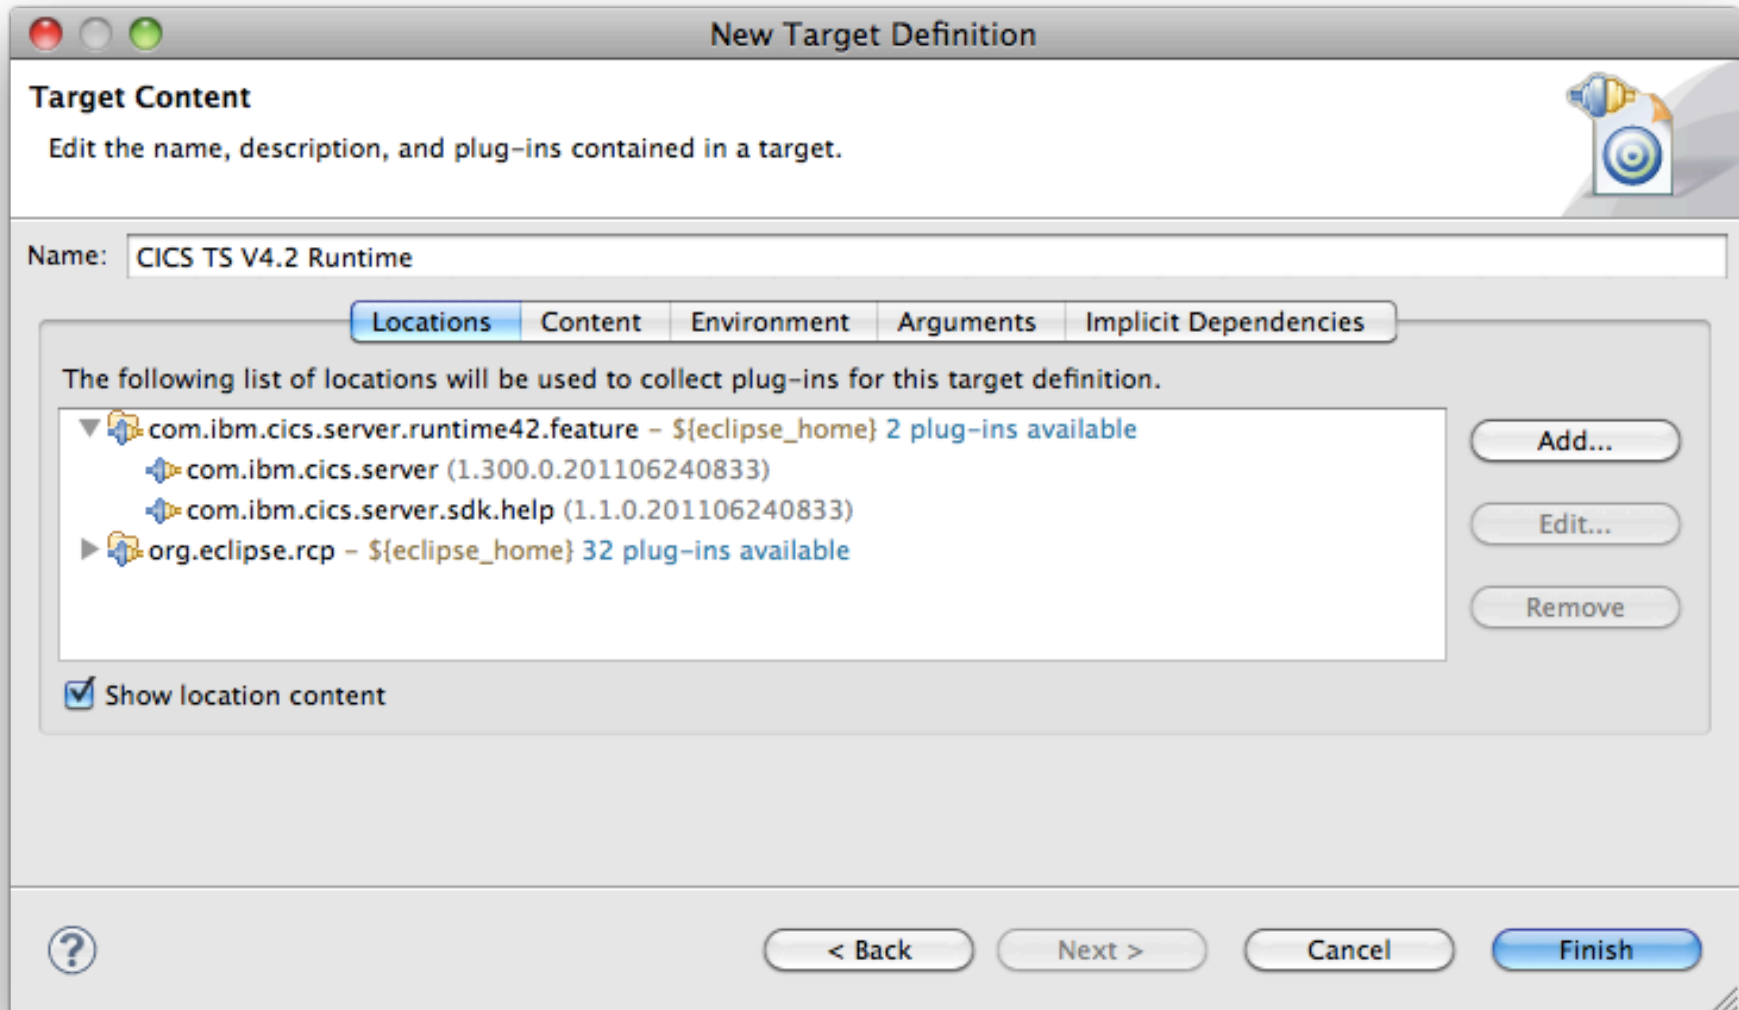 New Target Definition
Target Content
Edit the name, description, and plug-ins contained in a target.
Name: CICS TS V4.2 Runtime
Locations Content Environment Arguments Implicit Dependencies
The following list of locations will be used to collect plug-ins for this target definition.
com.ibm.cics.server.runtime42.feature - ${eclipse_home} 2 plug-ins available
Add...
com.ibm.cics.server (1.300.0.201106240833)
com.ibm.cics.server.sdk.help (1.1.0.201106240833)
Edit...
org.eclipse.rcp - ${eclipse_home} 32 plug-ins available
Remove
Show location content
? < Back Next > Cancel Finish